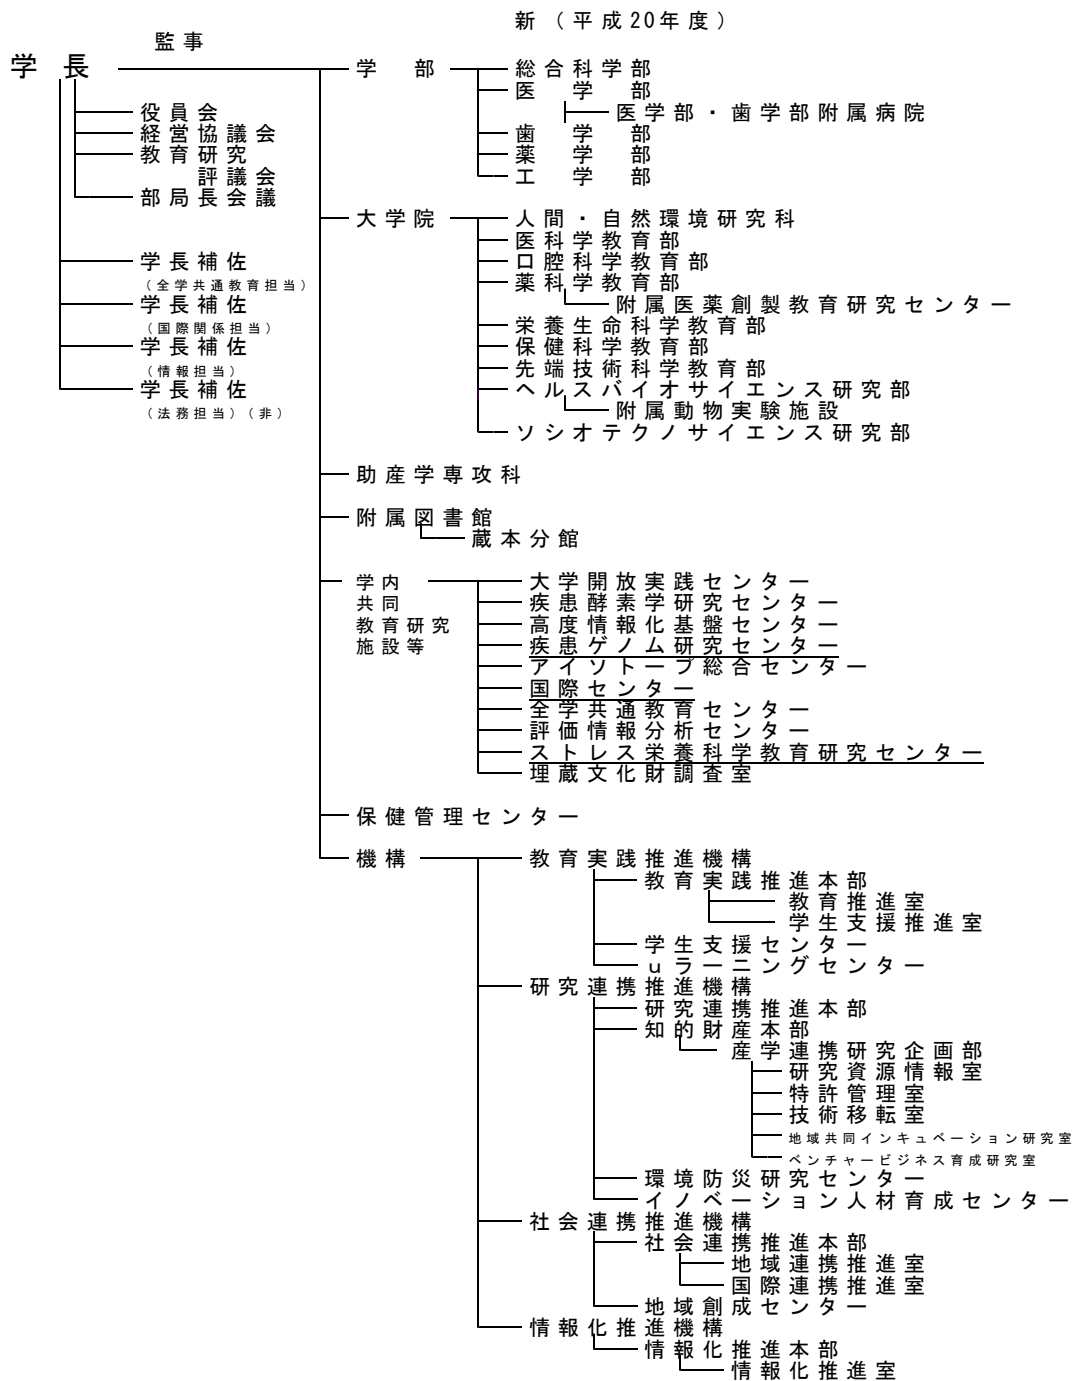 新（平成20年度）
監事
学長
役員会
経営協議会
教育研究
評議会
部局長会議
学長補佐
（全学共通教育担当）
学長補佐
（国際関係担当）
学長補佐
（情報担当）
学長補佐
（法務担当）（非）
学部
総合科学部
医学部
医学部・歯学部附属病院
歯学部
薬学部
工学部
大学院
人間・自然環境研究科
医科学教育部
口腔科学教育部
薬科学教育部
附属医薬創製教育研究センター
栄養生命科学教育部
保健科学教育部
先端技術科学教育部
ヘルスバイオサイエンス研究部
附属動物実験施設
ソシオテクノサイエンス研究部
助産学専攻科
附属図書館
蔵本分館
学内
共同
教育研究
施設等
大学開放実践センター
疾患酵素学研究センター
高度情報化基盤センター
疾患ゲノム研究センター
アイソトープ総合センター
国際センター
全学共通教育センター
評価情報分析センター
ストレス栄養科学教育研究センター
埋蔵文化財調査室
保健管理センター
機構
教育実践推進機構
教育実践推進本部
教育推進室
学生支援推進室
学生支援センター
uラーニングセンター
研究連携推進機構
研究連携推進本部
知的財産本部
産学連携研究企画部
研究資源情報室
特許管理室
技術移転室
地域共同インキュベーション研究室
ベンチャービジネス育成研究室
環境防災研究センター
イノベーション人材育成センター
社会連携推進機構
社会連携推進本部
地域連携推進室
国際連携推進室
地域創成センター
情報化推進機構
情報化推進本部
情報化推進室